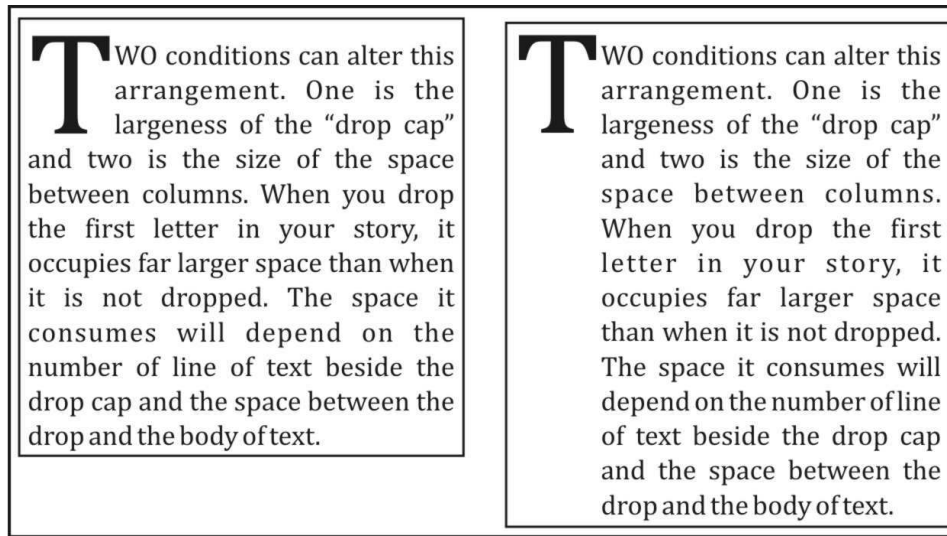 TWO conditions can alter this
arrangement. One is the
largeness of the “drop cap”
and two is the size of the space
between columns. When you drop
the first letter in your story, it
occupies far larger space than when
it is not dropped. The space it
consumes will depend on the
number of line of text beside the
drop cap and the space between the
drop and the body of text.
TWO conditions can alter this
arrangement. One is the
largeness of the “drop cap”
and two is the size of the
space between columns.
When you drop the first
letter in your story, it
occupies far larger space
than when it is not dropped.
The space it consumes will
depend on the number of line
of text beside the drop cap
and the space between the
drop and the body of text.